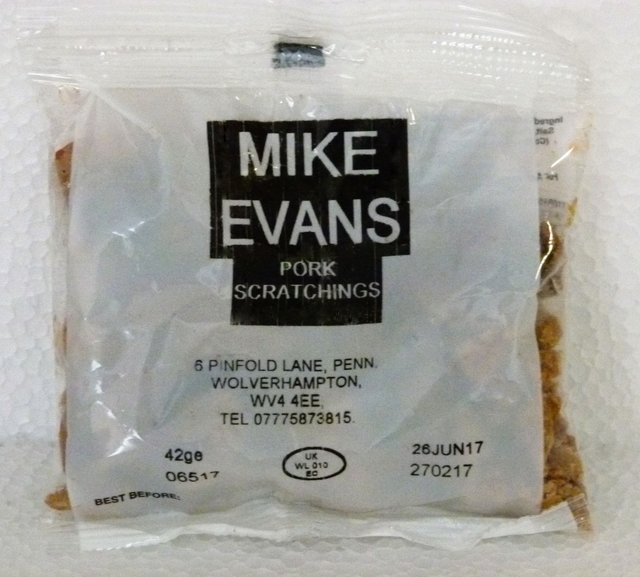 MIKE
EVANS
PORK
SCRATCHINGS
6 PINFOLD LANE, PENN,
WOLVERHAMPTON,
WV4 4EE,
TEL 07775873815.
42ge
06517
UK
WL 010
EC
26JUN17
270217
BEST BEFORE: